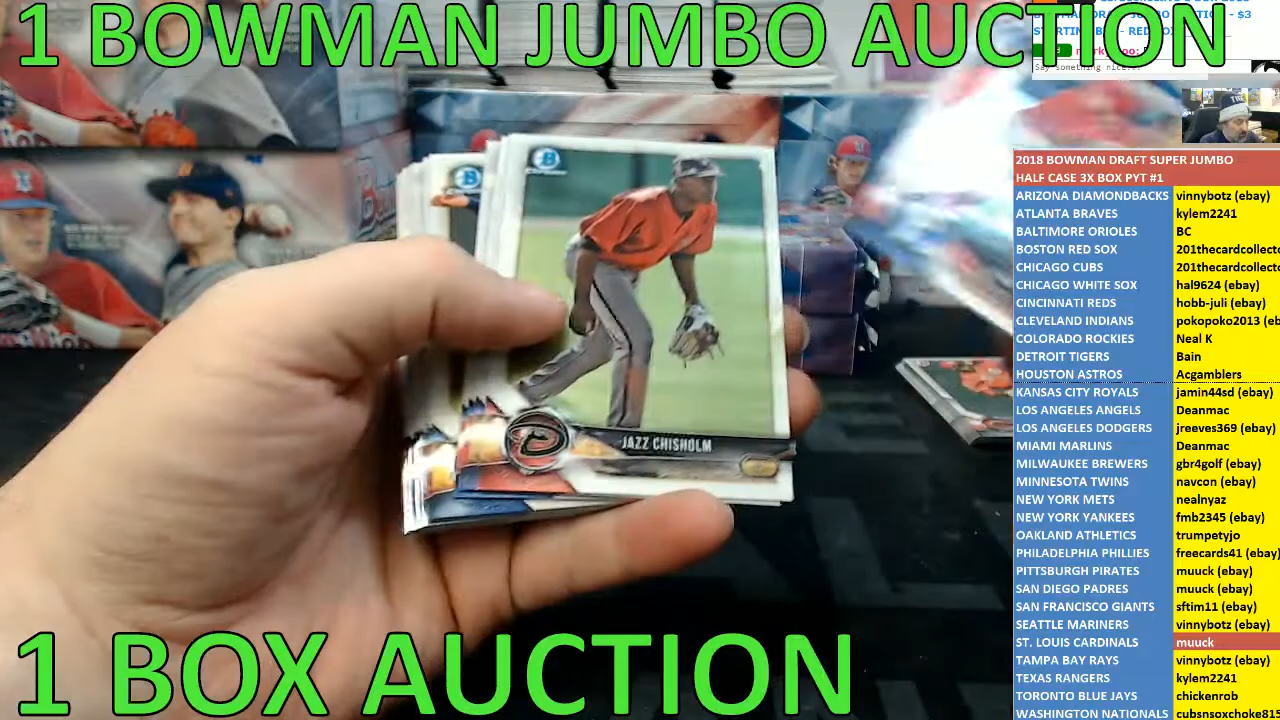 1 BOWMAN JUMBO AUCTION
- $3
Say something nice...
2018 BOWMAN DRAFT SUPER JUMBO
HALF CASE 3X BOX PYT #1
ARIZONA DIAMONDBACKS vinnybotz (ebay)
ATLANTA BRAVES kylem2241
BALTIMORE ORIOLES BC
BOSTON RED SOX 201thecardcollecto
CHICAGO CUBS 201thecardcollecto
CHICAGO WHITE SOX hal9624 (ebay)
CINCINNATI REDS hobb-juli (ebay)
CLEVELAND INDIANS pokopoko2013 (eb
COLORADO ROCKIES Neal K
DETROIT TIGERS Bain
HOUSTON ASTROS Acgamblers
KANSAS CITY ROYALS jamin44sd (ebay)
LOS ANGELES ANGELS Deanmac
LOS ANGELES DODGERS jreeves369 (ebay)
MIAMI MARLINS Deanmac
MILWAUKEE BREWERS gbr4golf (ebay)
MINNESOTA TWINS navcon (ebay)
NEW YORK METS nealnyaz
NEW YORK YANKEES fmb2345 (ebay)
OAKLAND ATHLETICS trumpetyjo
PHILADELPHIA PHILLIES freecards41 (ebay)
PITTSBURGH PIRATES muuck (ebay)
SAN DIEGO PADRES muuck (ebay)
SAN FRANCISCO GIANTS sftim11 (ebay)
SEATTLE MARINERS vinnybotz (ebay)
ST. LOUIS CARDINALS muuck
TAMPA BAY RAYS vinnybotz (ebay)
TEXAS RANGERS kylem2241
TORONTO BLUE JAYS chickenrob
WASHINGTON NATIONALS cubsnsoxchoke815
JAZZ CHISHOLM
1 BOX AUCTION